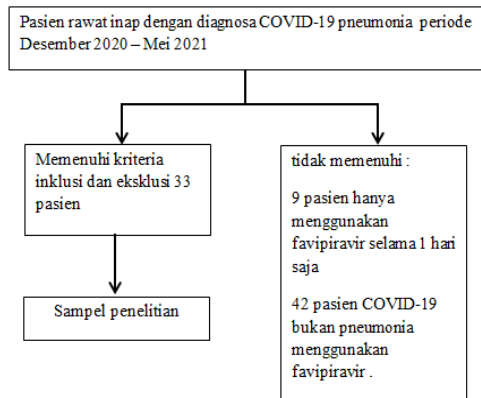 Pasien rawat inap dengan diagnosa COVID-19 pneumonia periode
Desember 2020 – Mei 2021
Memenuhi kriteria
inklusi dan eksklusi 33
pasien
Sampel penelitian
tidak memenuhi :
9 pasien hanya
menggunakan
favipiravir selama 1 hari
saja
42 pasien COVID-19
bukan pneumonia
menggunakan
favipiravir .